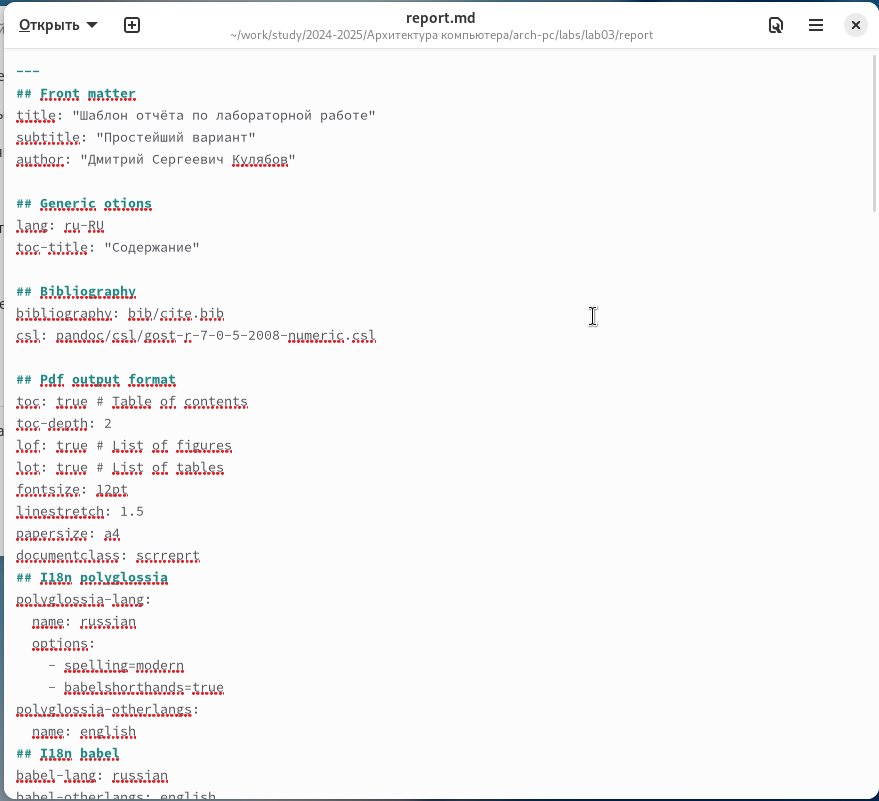 Открыть
report.md
~/work/study/2024-2025/Архитектура компьютера/arch-pc/labs/lab03/report
---
## Front matter
title: "Шаблон отчёта по лабораторной работе"
subtitle: "Простейший вариант"
author: "Дмитрий Сергеевич Кулябов"

## Generic otions
lang: ru-RU
toc-title: "Содержание"

## Bibliography
bibliography: bib/cite.bib
csl: pandoc/csl/gost-r-7-0-5-2008-numeric.csl

## Pdf output format
toc: true # Table of contents
toc-depth: 2
lof: true # List of figures
lot: true # List of tables
fontsize: 12pt
linestretch: 1.5
papersize: a4
documentclass: scrreprt
## I18n polyglossia
polyglossia-lang:
  name: russian
  options:
    - spelling=modern
    - babelshorthands=true
polyglossia-otherlangs:
  name: english
## I18n babel
babel-lang: russian
babel-otherlangs: english